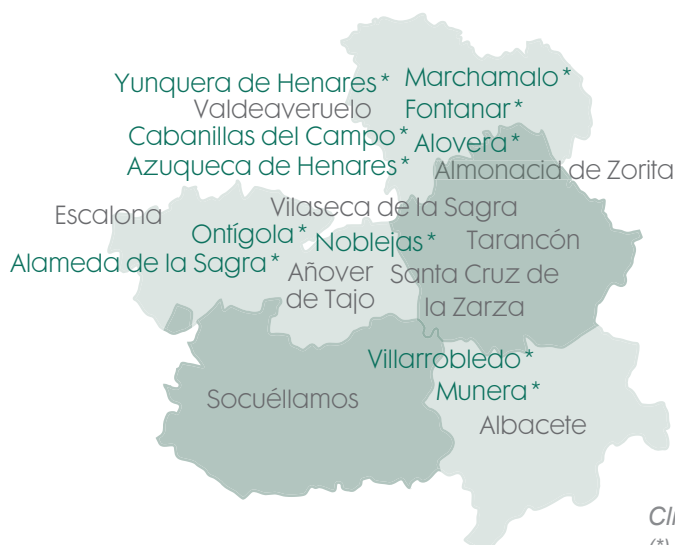 Yunquera de Henares* Marchamalo*
Valdeaveruelo Fontanar*
Cabanillas del Campo* Alovera*
Azuqueca de Henares* Almonacid de Zorita
Escalona Vilaseca de la Sagra
Ontígola* Noblejas* Tarancón
Alameda de la Sagra* Añover
de Tajo
Santa Cruz de
la Zarza
Villarrobledo*
Munera*
Socuéllamos
Albacete
(*)